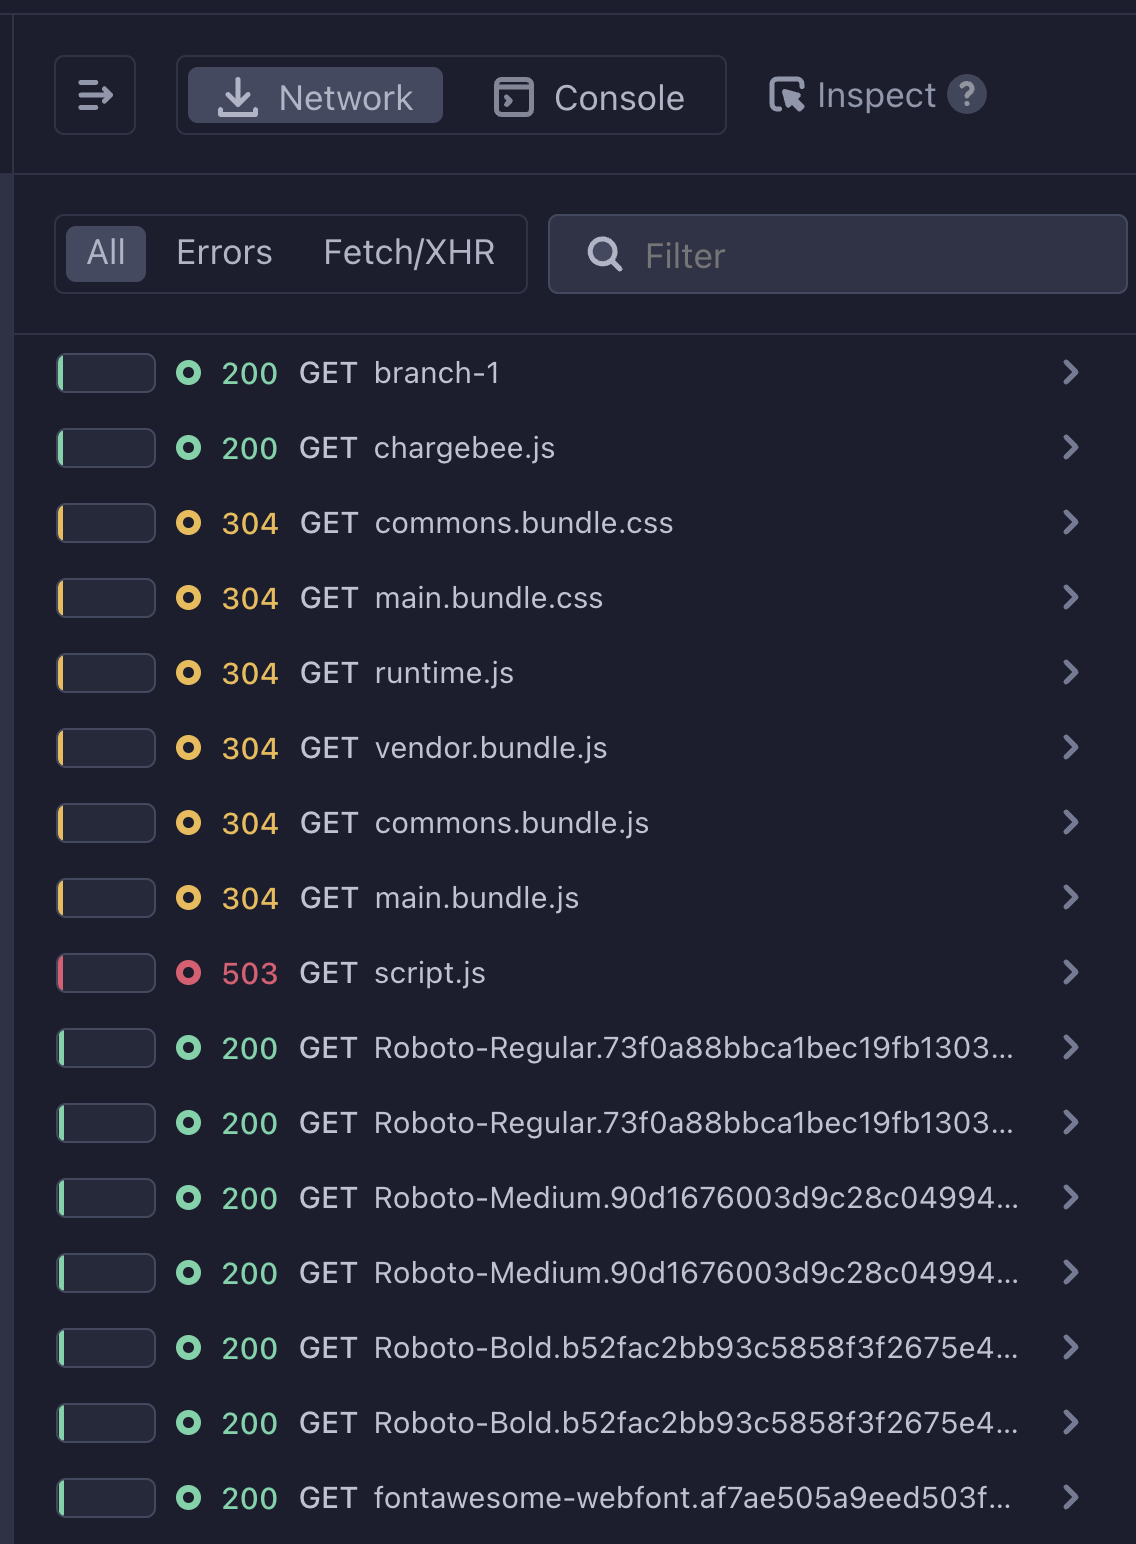 Network Console Inspect ?
All Errors Fetch/XHR Filter
200 GET branch-1
200 GET chargebee.js
304 GET commons.bundle.css
304 GET main.bundle.css
304 GET runtime.js
304 GET vendor.bundle.js
304 GET commons.bundle.js
304 GET main.bundle.js
503 GET script.js
200 GET Roboto-Regular.73f0a88bbca1bec19fb1303...
200 GET Roboto-Regular.73f0a88bbca1bec19fb1303...
200 GET Roboto-Medium.90d1676003d9c28c04994...
200 GET Roboto-Medium.90d1676003d9c28c04994...
200 GET Roboto-Bold.b52fac2bb93c5858f3f2675e4...
200 GET Roboto-Bold.b52fac2bb93c5858f3f2675e4...
200 GET fontawesome-webfont.af7ae505a9eed503f...